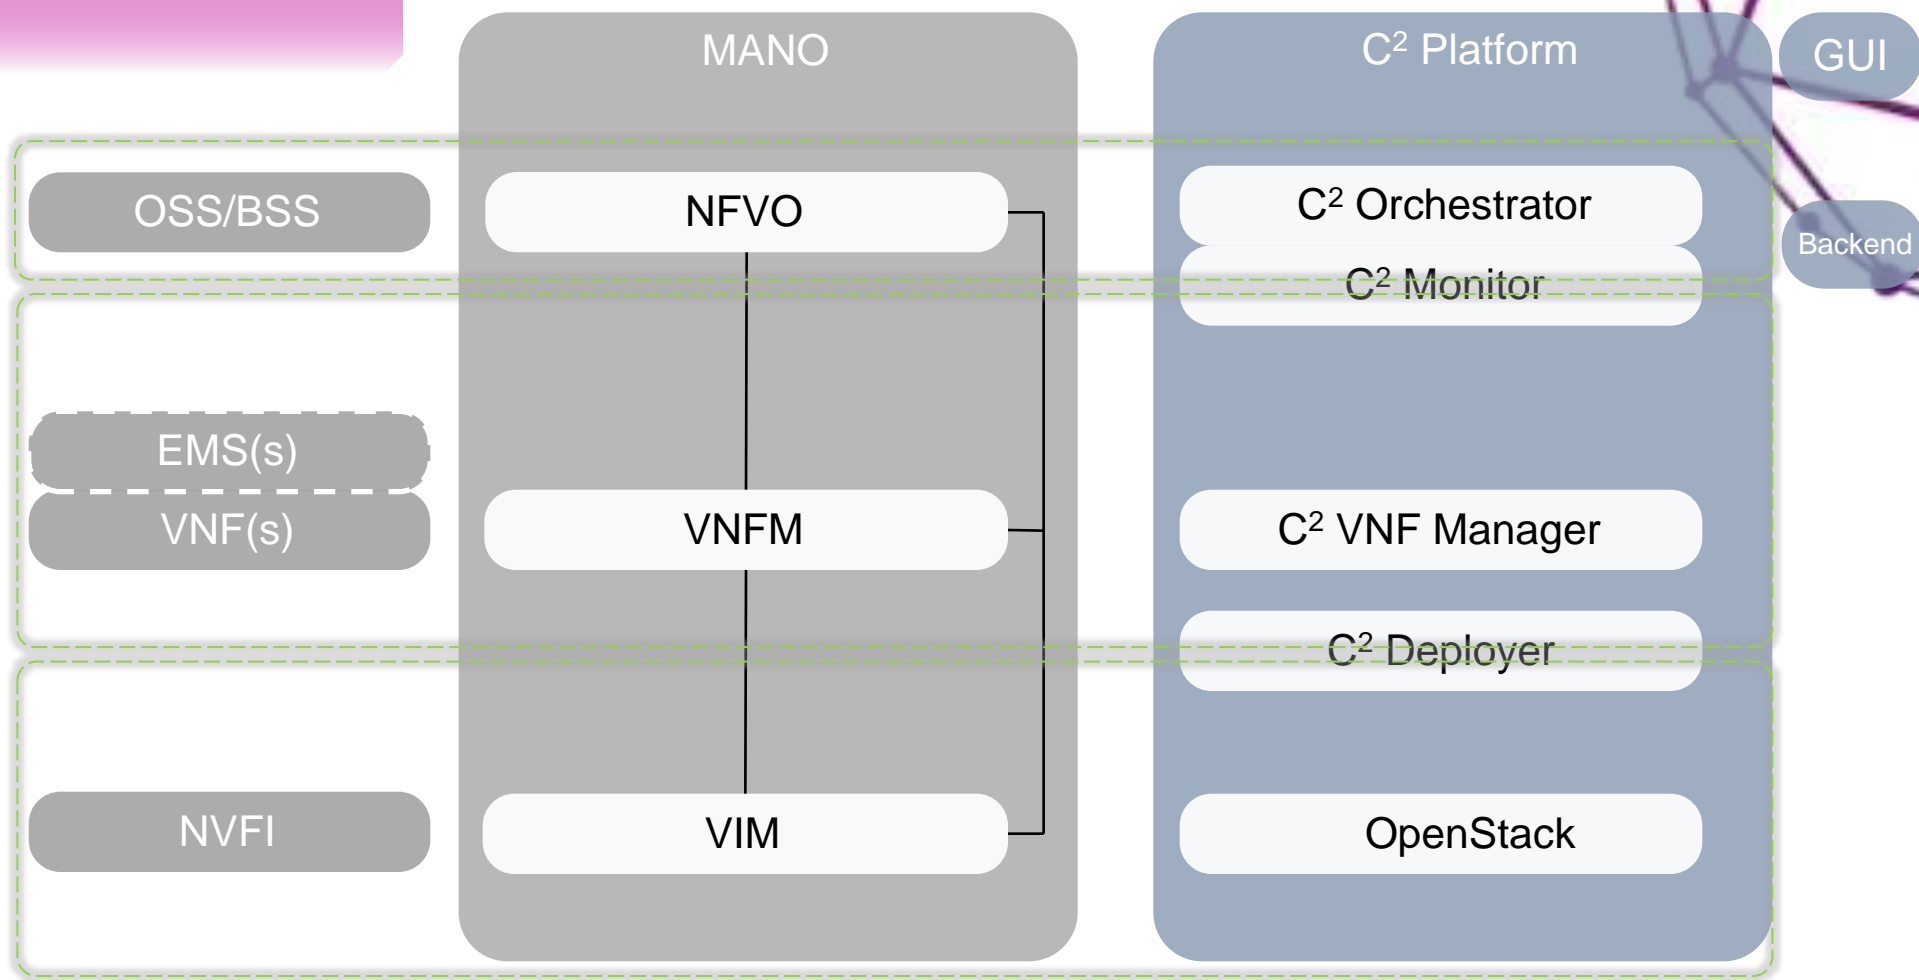 MANO
C² Platform
GUI
OSS/BSS
NFVO
C² Orchestrator
Backend
C² Monitor
EMS(s)
VNF(s)
VNFM
C² VNF Manager
C² Deployer
NVFI
VIM
OpenStack